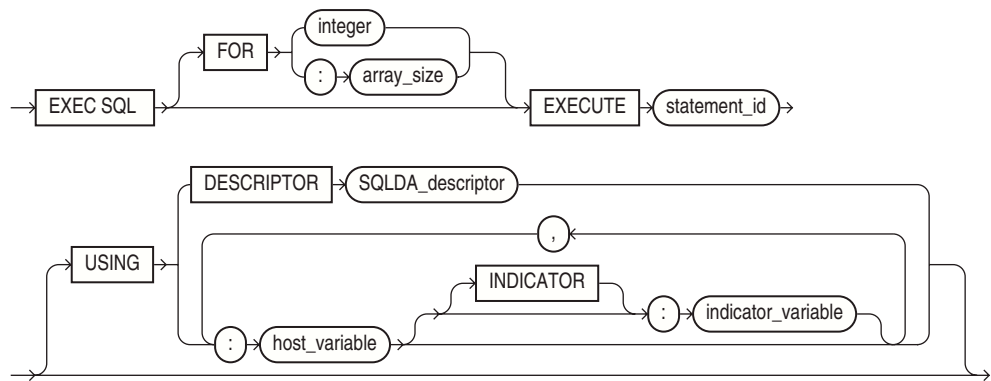 integer
FOR
: array_size
EXEC SQL EXECUTE statement_id
DESCRIPTOR SQLDA_descriptor
,
USING
INDICATOR
: host_variable : indicator_variable